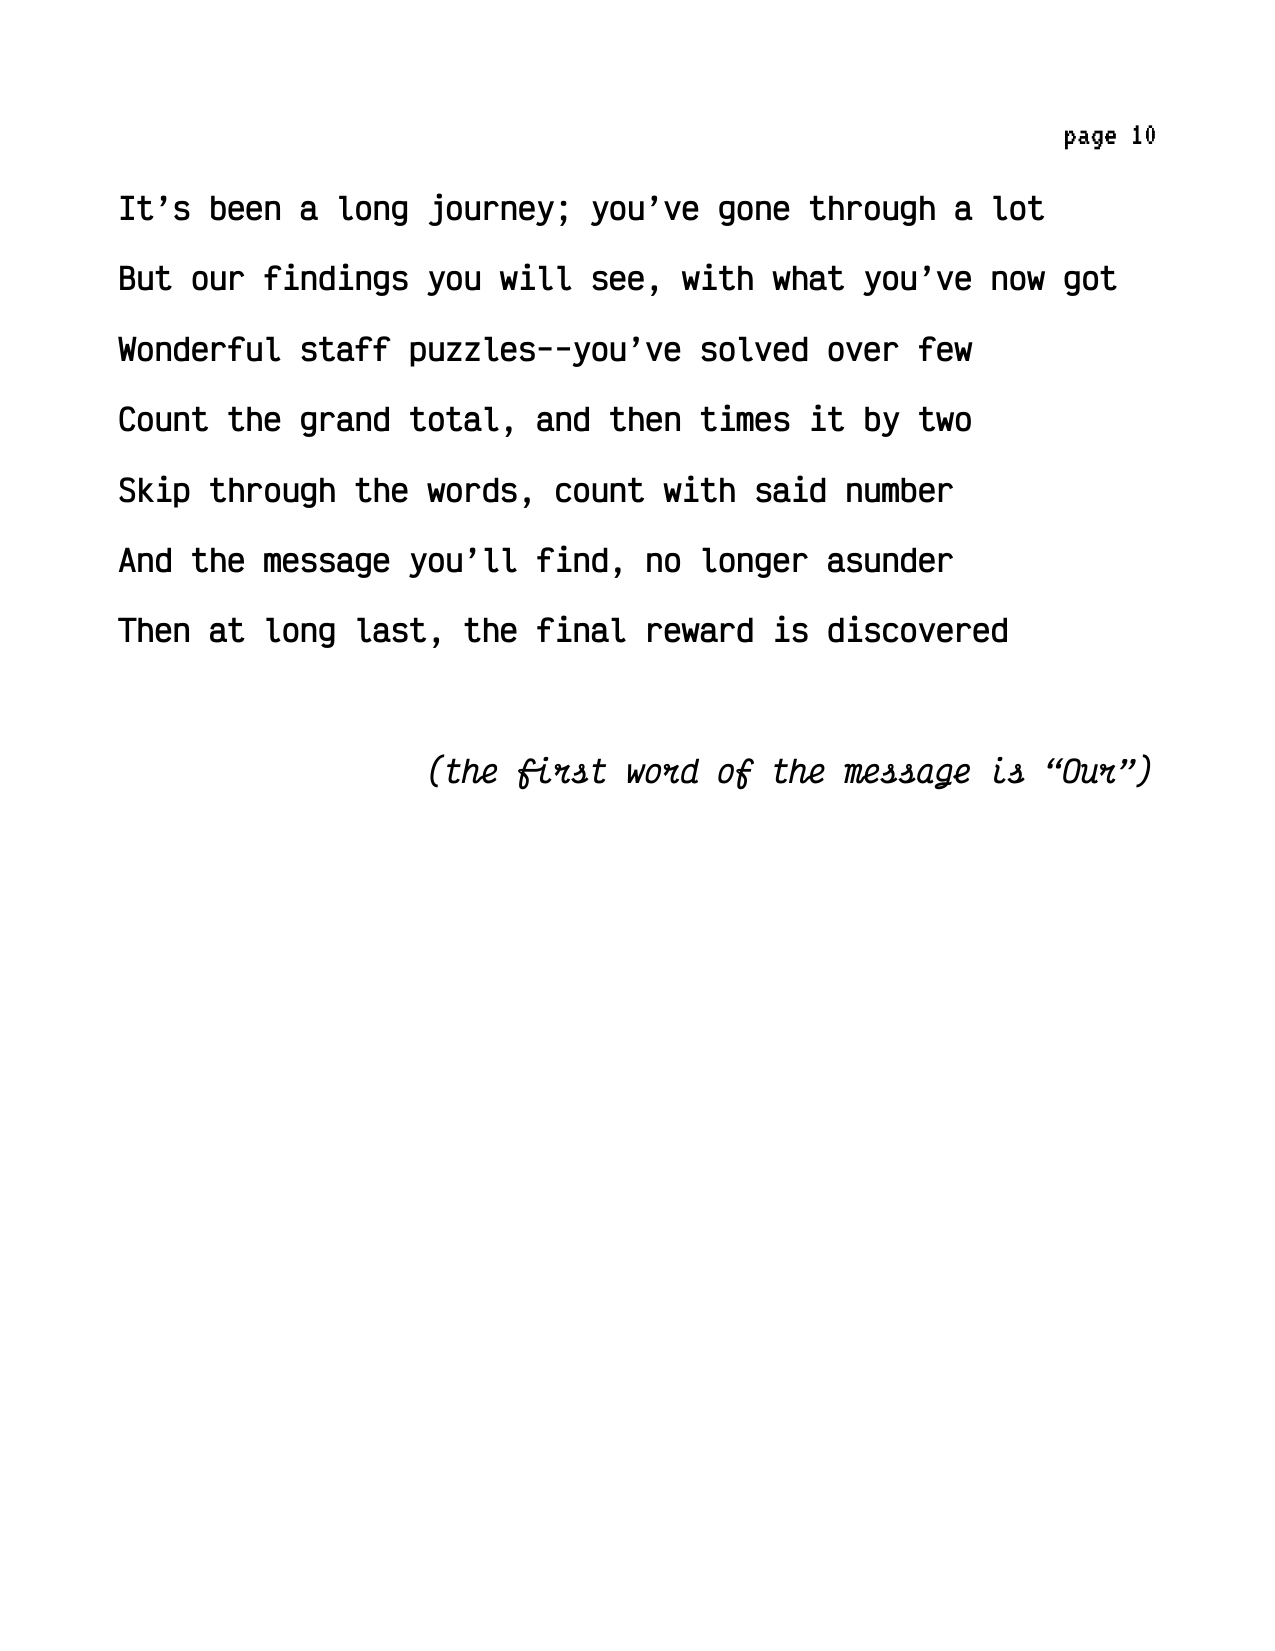 page 10
It’s been a long journey; you’ve gone through a lot
But our findings you will see, with what you’ve now got
Wonderful staff puzzles--you’ve solved over few
Count the grand total, and then times it by two
Skip through the words, count with said number
And the message you’ll find, no longer asunder
Then at long last, the final reward is discovered
(the first word of the message is “Our”)